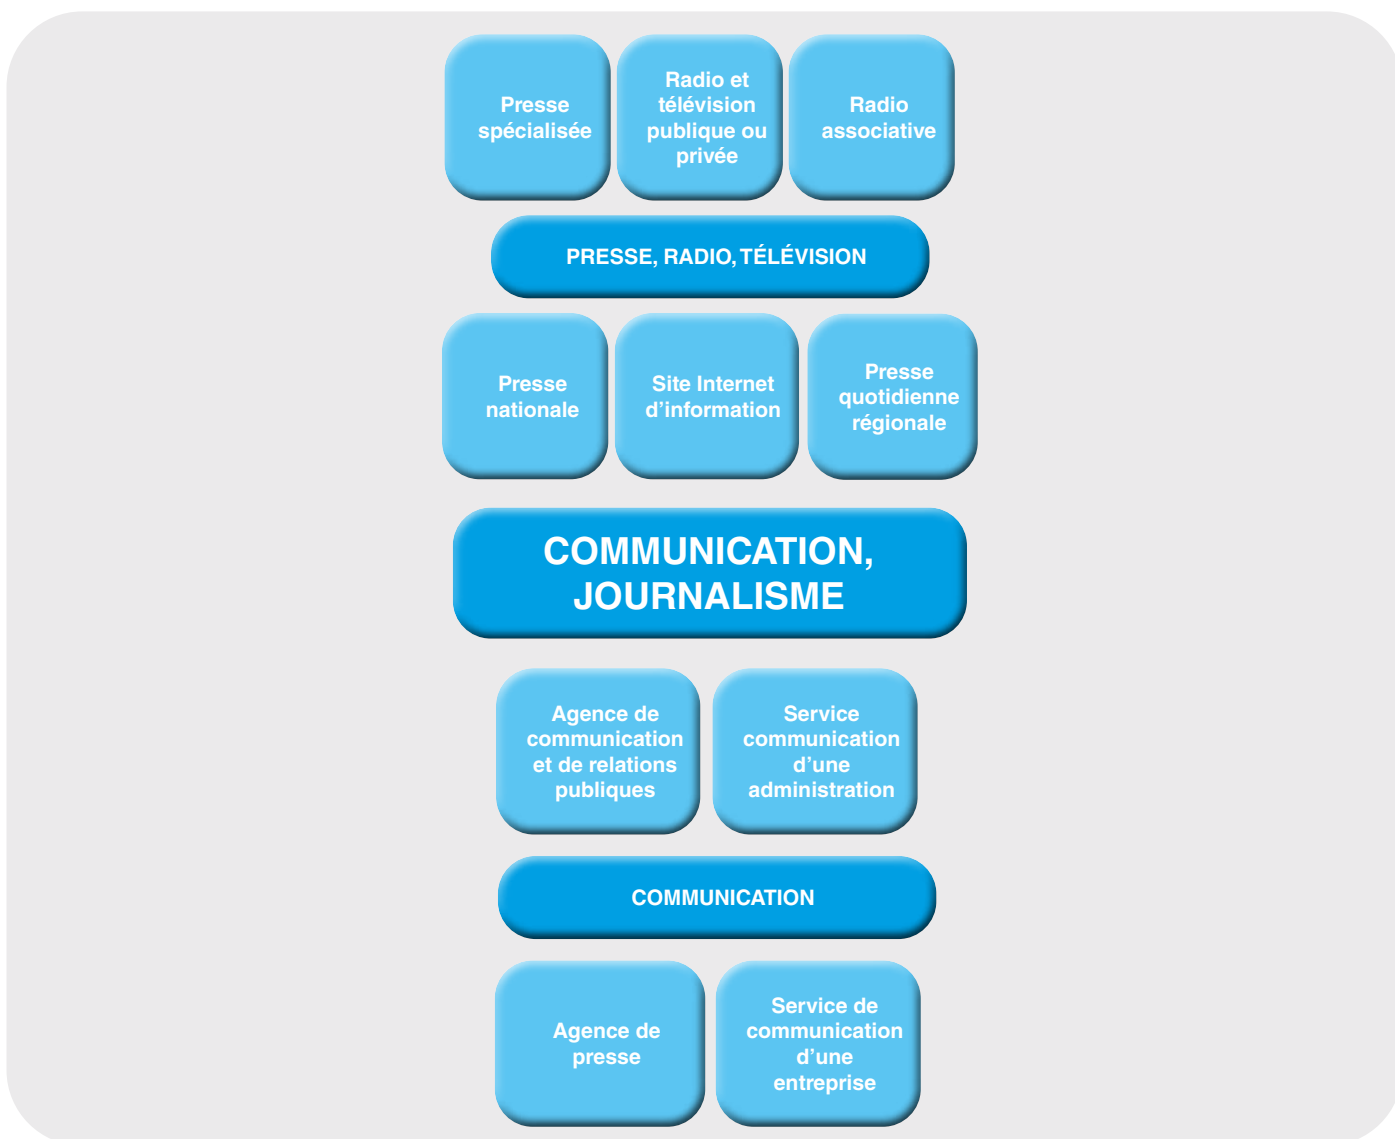 Presse
spécialisée
Radio et
télévision
publique ou
privée
Radio
associative
PRESSE, RADIO, TÉLÉVISION
Presse
nationale
Site Internet
d’information
Presse
quotidienne
régionale
COMMUNICATION,
JOURNALISME
Agence de
communication
et de relations
publiques
Service
communication
d’une
administration
COMMUNICATION
Agence de
presse
Service de
communication
d’une
entreprise